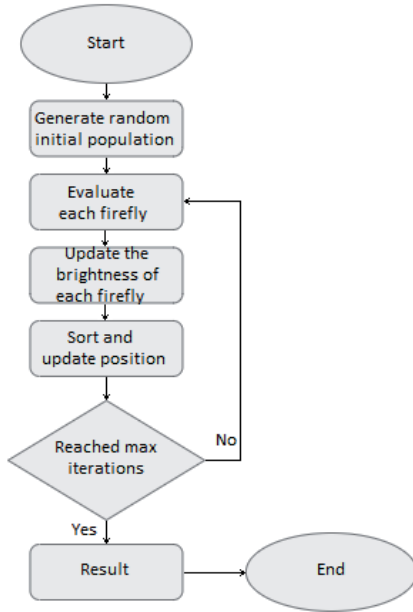 Start
Generate random
initial population
Evaluate
each firefly
Update the
brightness of
each firefly
Sort and
update position
Reached max
iterations
No
Yes
Result
End